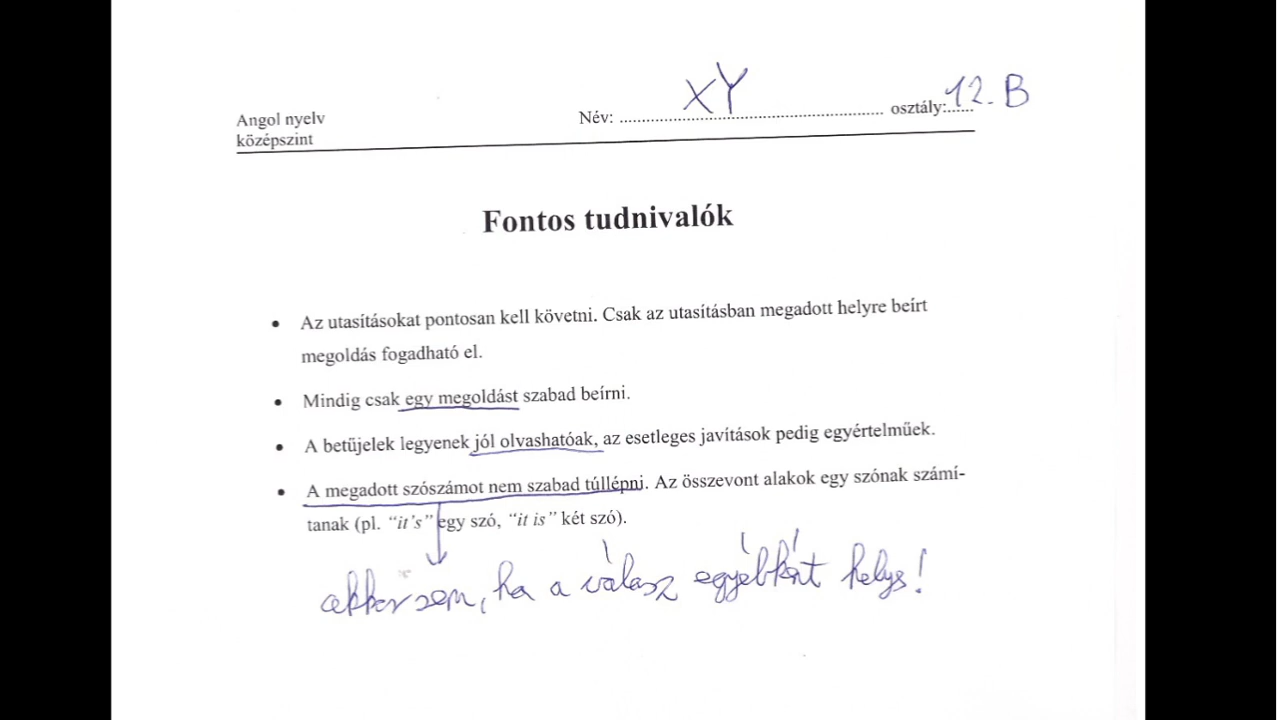 Angol nyelv
középszint
Név: XY osztály: 12. B
Fontos tudnivalók
• Az utasításokat pontosan kell követni. Csak az utasításban megadott helyre beírt
megoldás fogadható el.
• Mindig csak egy megoldást szabad beírni.
• A betűjelek legyenek jól olvashatóak, az esetleges javítások pedig egyértelműek.
• A megadott szószámot nem szabad túllépni. Az összevont alakok egy szónak számí-
tanak (pl. “it's” egy szó, “it is” két szó).
akkor sem, ha a válasz egyébként helyes!